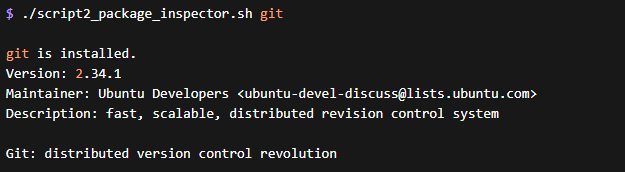 $ ./script2_package_inspector.sh git
git is installed.
Version: 2.34.1
Maintainer: Ubuntu Developers <ubuntu-devel-discuss@lists.ubuntu.com>
Description: fast, scalable, distributed revision control system
Git: distributed version control revolution